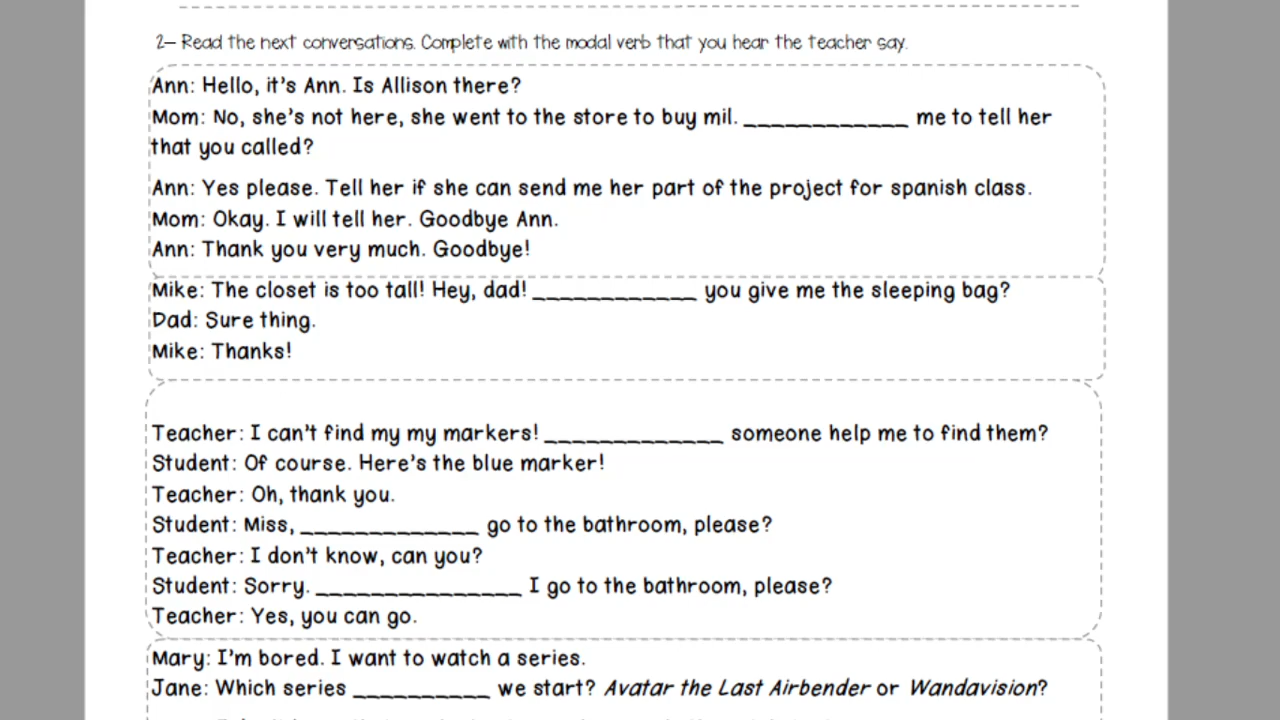 2- Read the next conversations. Complete with the modal verb that you hear the teacher say.
Ann: Hello, it's Ann. Is Allison there?
Mom: No, she's not here, she went to the store to buy mil. ____________ me to tell her
that you called?
Ann: Yes please. Tell her if she can send me her part of the project for spanish class.
Mom: Okay. I will tell her. Goodbye Ann.
Ann: Thank you very much. Goodbye!
Mike: The closet is too tall! Hey, dad! ____________ you give me the sleeping bag?
Dad: Sure thing.
Mike: Thanks!
Teacher: I can't find my my markers! _____________ someone help me to find them?
Student: Of course. Here's the blue marker!
Teacher: Oh, thank you.
Student: Miss, _____________ go to the bathroom, please?
Teacher: I don't know, can you?
Student: Sorry. _______________ I go to the bathroom, please?
Teacher: Yes, you can go.
Mary: I'm bored. I want to watch a series.
Jane: Which series __________ we start? Avatar the Last Airbender or Wandavision?